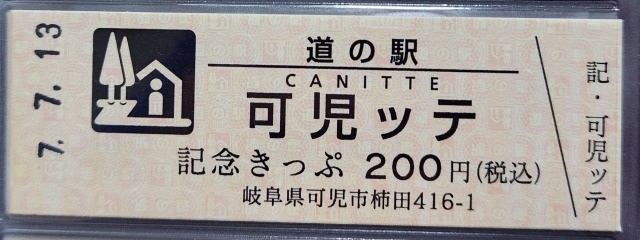 7.7.13
道の駅
CANITTE
可児ッテ
記念きっぷ 200円(税込)
岐阜県可児市柿田416-1
記・可児ッテ